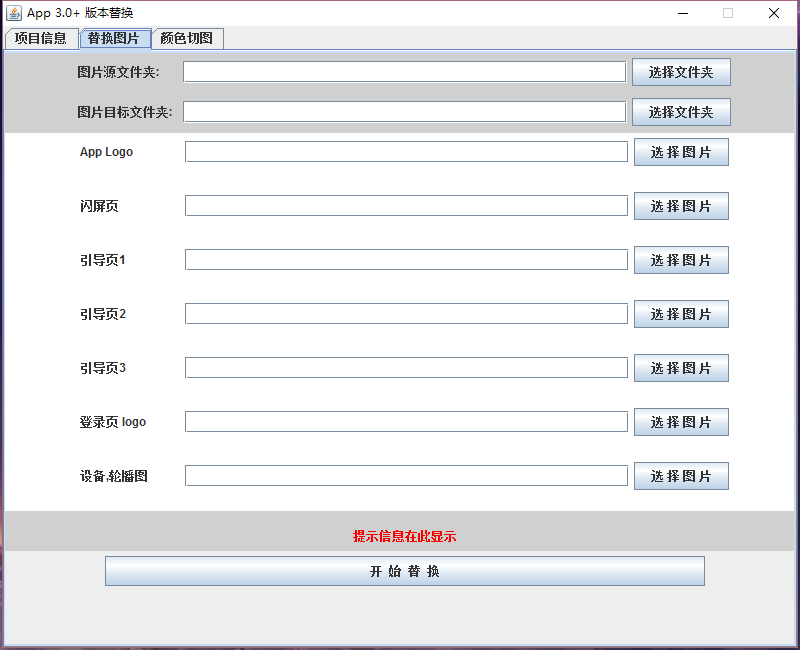 App 3.0+ 版本替换
项目信息 替换图片 颜色切图
图片源文件夹: 选择文件夹
图片目标文件夹: 选择文件夹
App Logo 选 择 图 片
闪屏页 选 择 图 片
引导页1 选 择 图 片
引导页2 选 择 图 片
引导页3 选 择 图 片
登录页 logo 选 择 图 片
设备,轮播图 选 择 图 片
提示信息在此显示
开 始 替 换